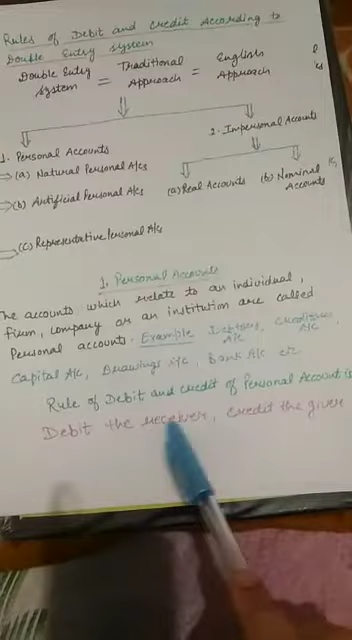 Rules of Debit and Credit According to
Double Entry System
Double Entry System = Traditional Approach = English Approach
1. Personal Accounts
2. Impersonal Accounts
(a) Natural Personal A/cs
(b) Artificial Personal A/cs
(a) Real Accounts (b) Nominal Accounts
(c) Representative Personal A/cs
1. Personal Accounts
The accounts which relate to an individual,
firm, company or an institution are called
Personal accounts. Example Debtors A/c, Creditors A/c,
Capital A/c, Drawings A/c, Bank A/c etc
Rule of Debit and credit of Personal Account is
Debit the receiver, Credit the giver